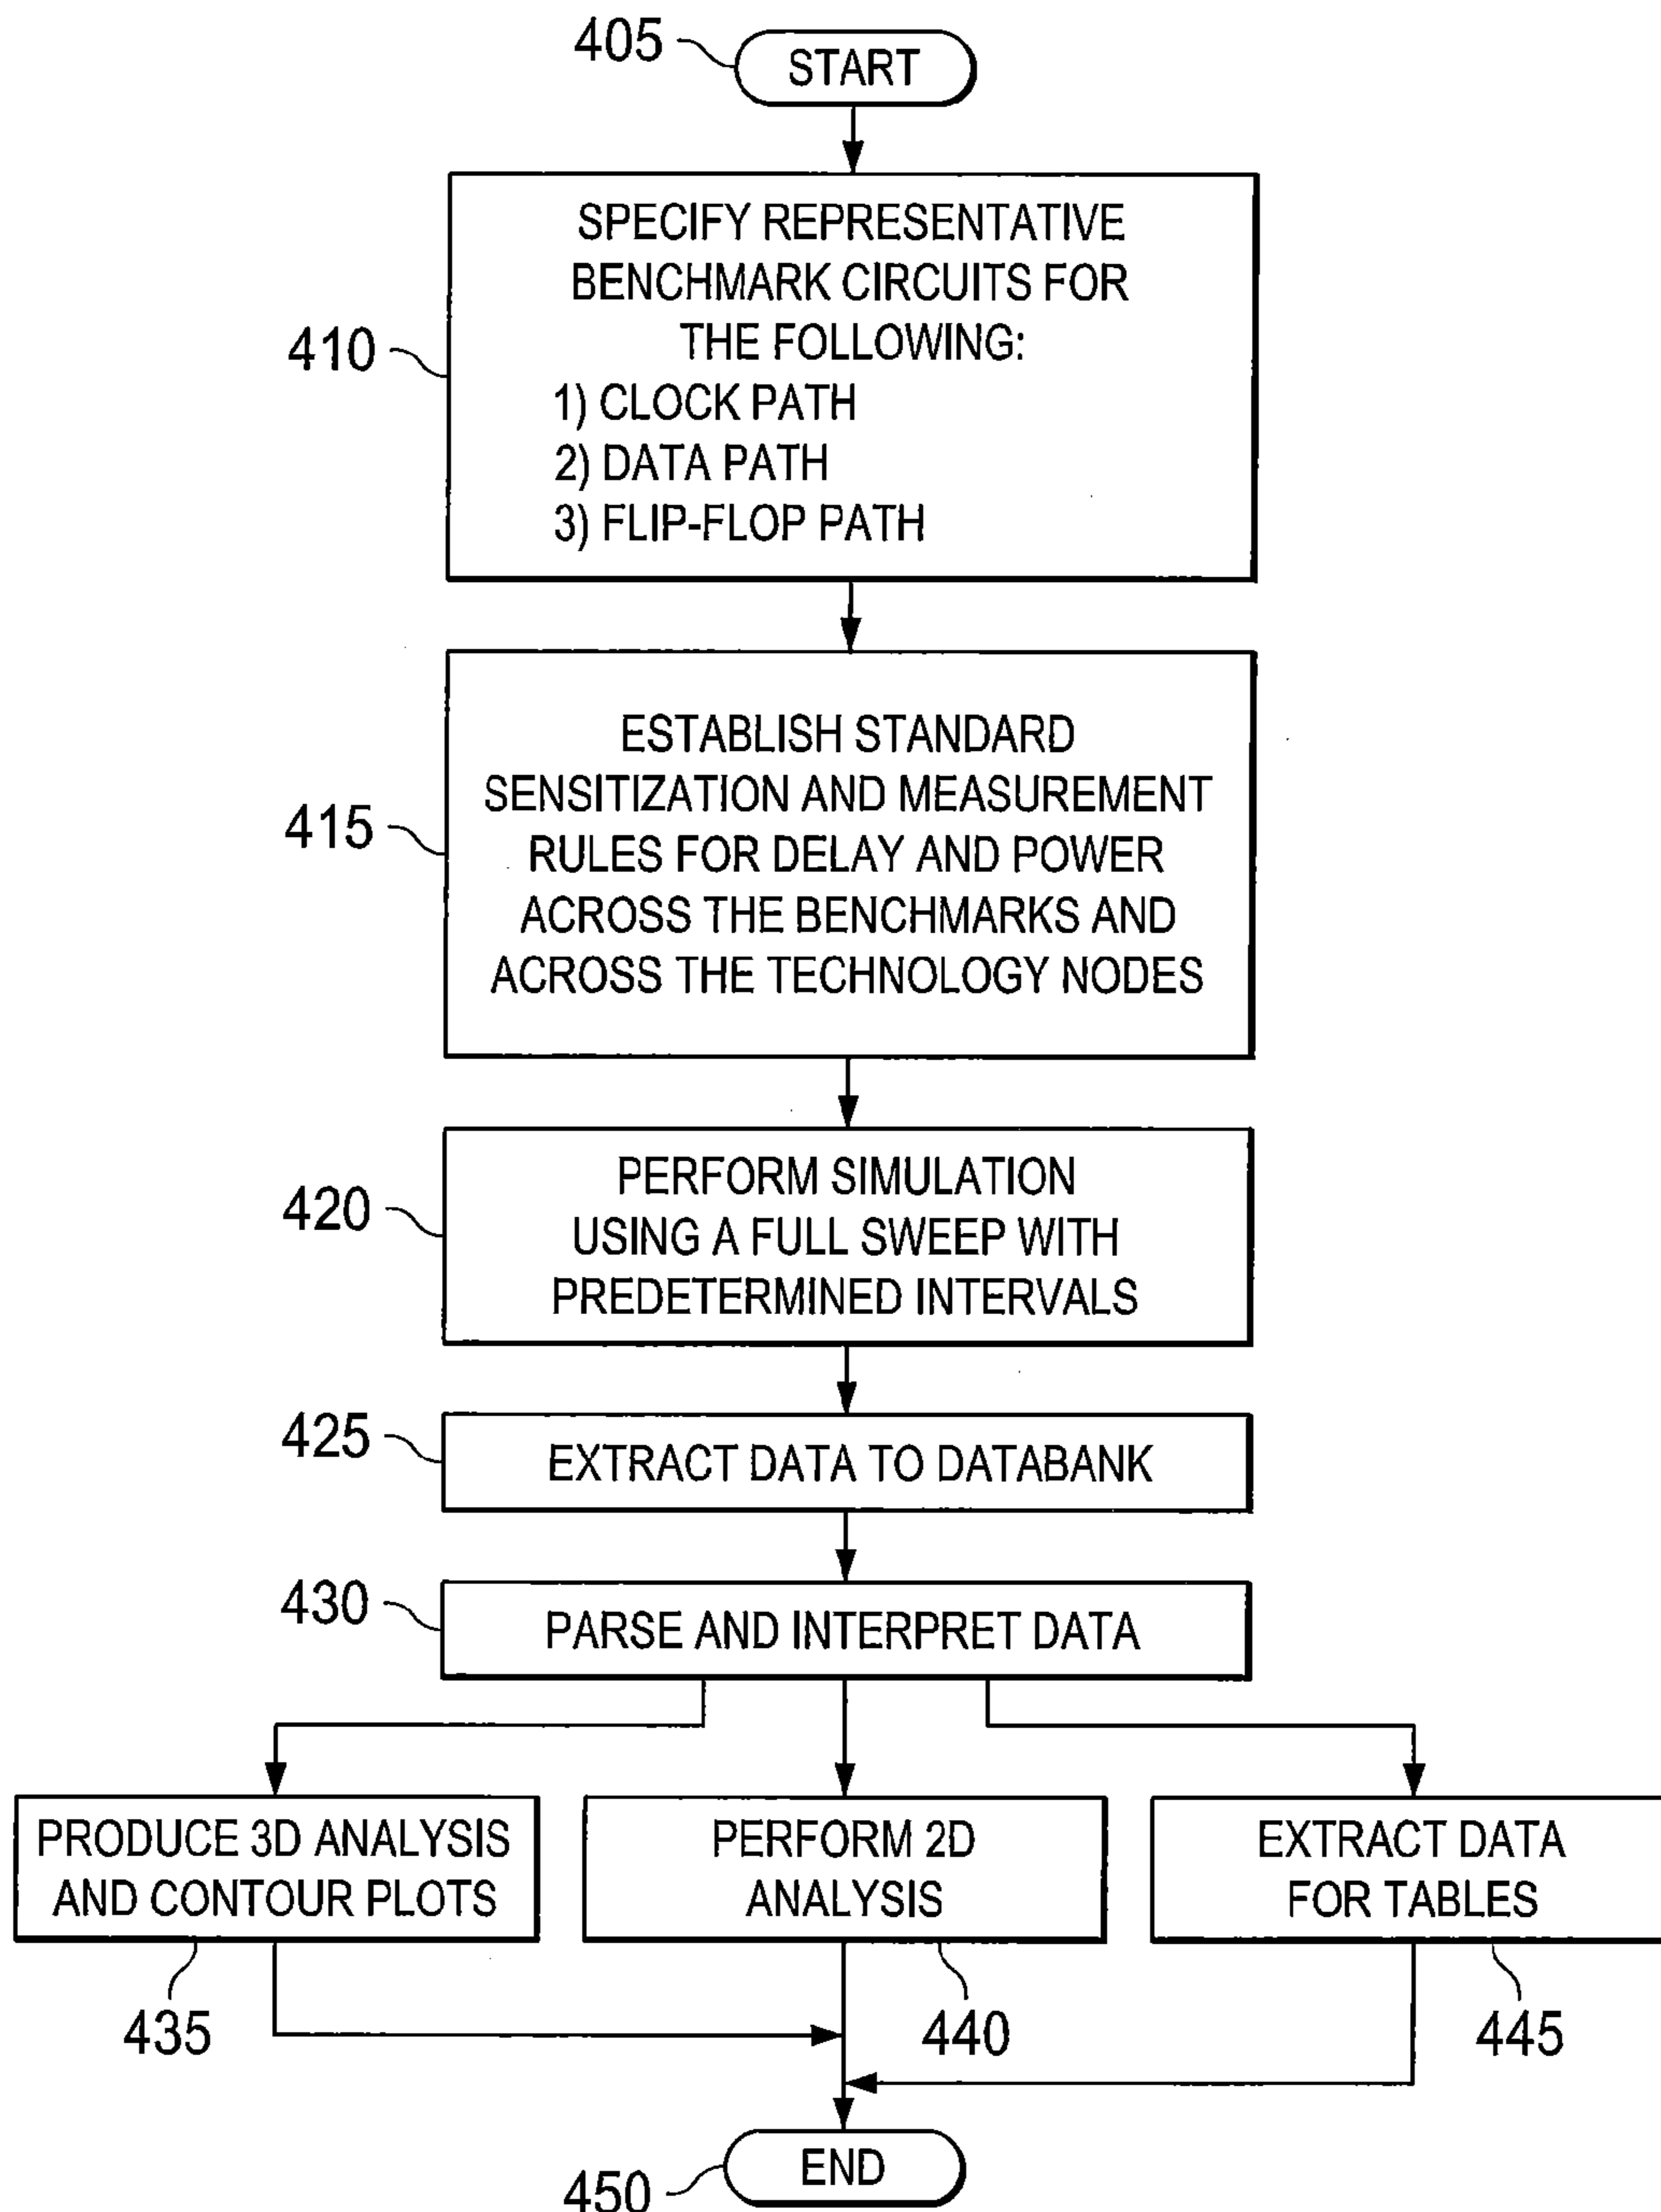 405
START
SPECIFY REPRESENTATIVE
BENCHMARK CIRCUITS FOR
THE FOLLOWING:
1) CLOCK PATH
2) DATA PATH
3) FLIP-FLOP PATH
410
ESTABLISH STANDARD
SENSITIZATION AND MEASUREMENT
RULES FOR DELAY AND POWER
ACROSS THE BENCHMARKS AND
ACROSS THE TECHNOLOGY NODES
415
PERFORM SIMULATION
USING A FULL SWEEP WITH
PREDETERMINED INTERVALS
420
425
EXTRACT DATA TO DATABANK
430
PARSE AND INTERPRET DATA
PRODUCE 3D ANALYSIS
AND CONTOUR PLOTS
435
PERFORM 2D
ANALYSIS
440
EXTRACT DATA
FOR TABLES
445
END
450